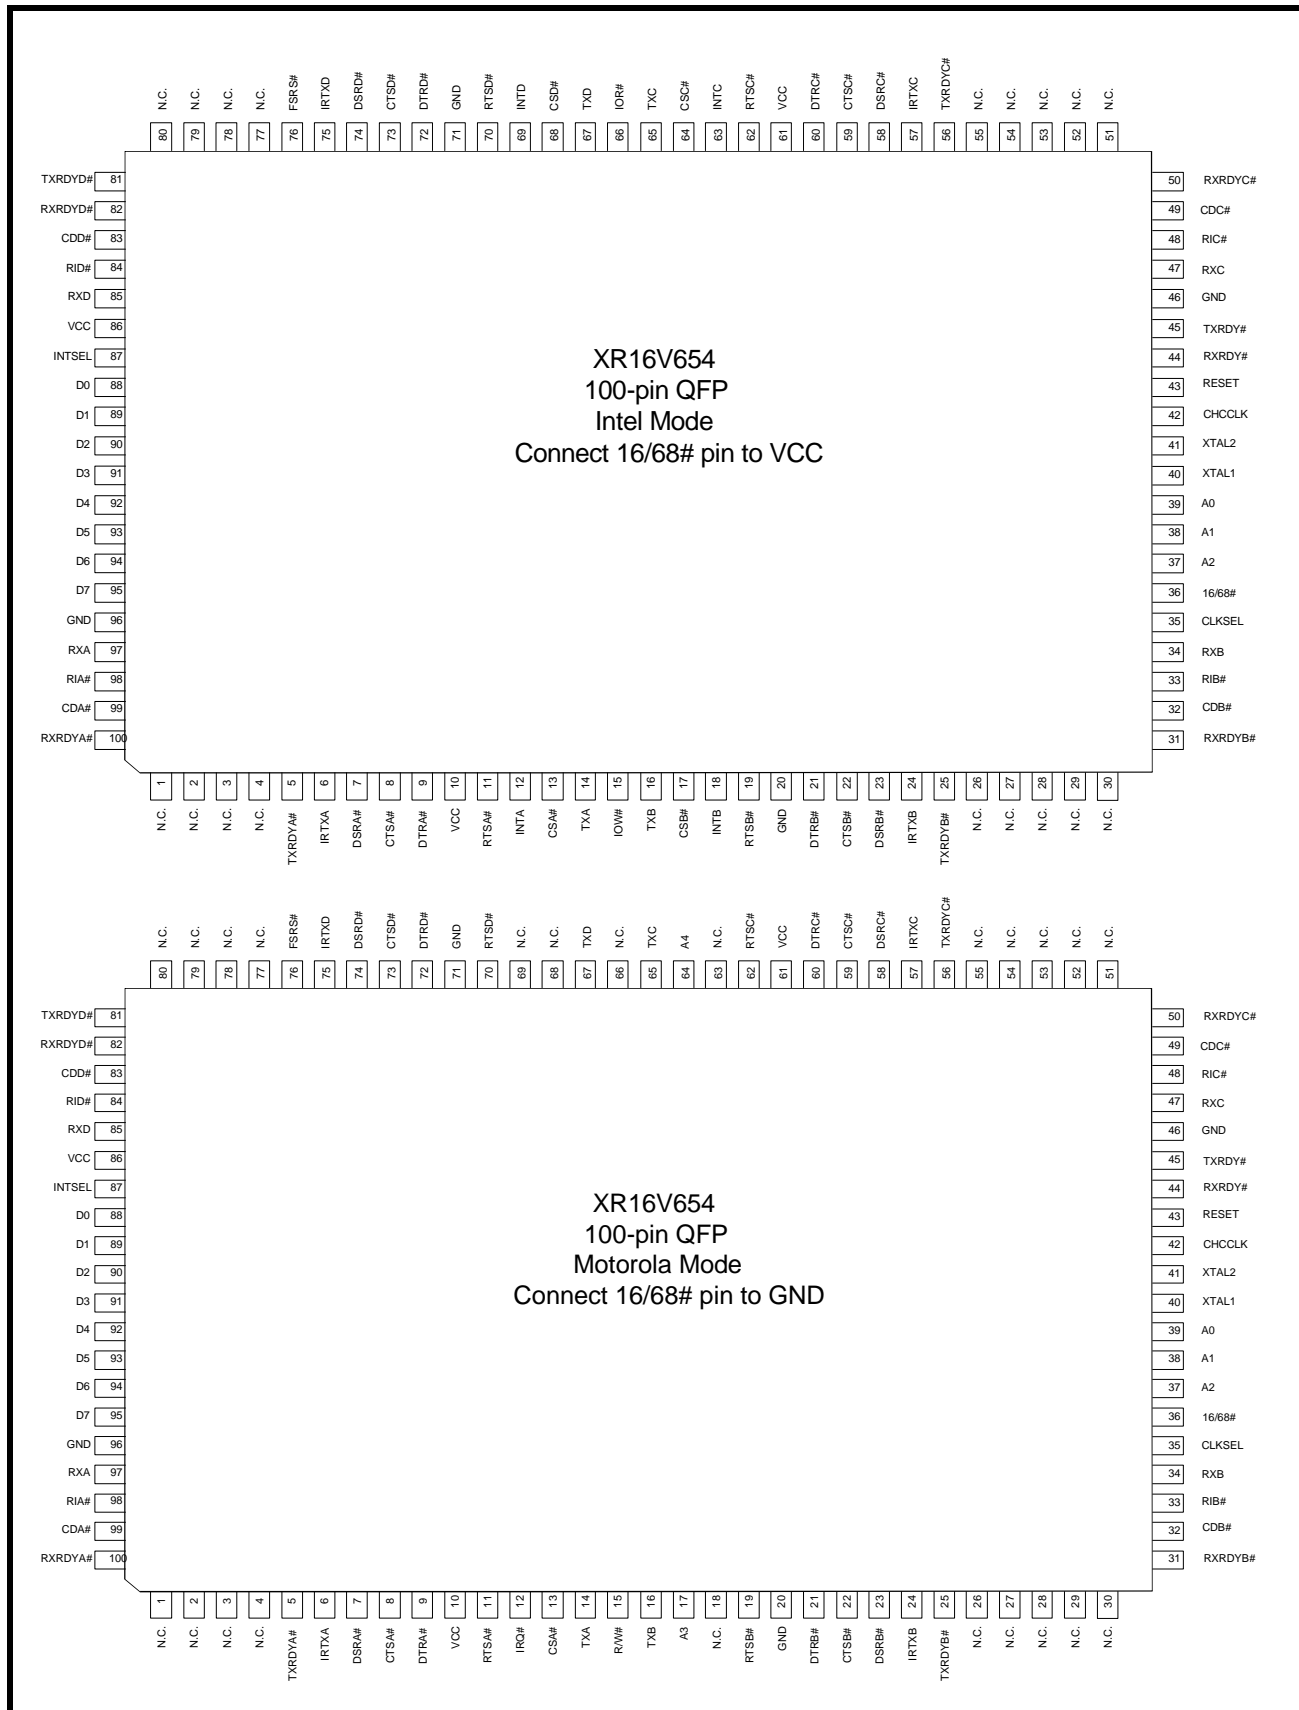 N.C. N.C. N.C. N.C. FSRS# IRTXD DSRD# CTSD# DTRD# GND RTSD# INTD CSD# TXD IOR# TXC CSC# INTC RTSC# VCC DTRC# CTSC# DSRC# IRTXC TXRDYC# N.C. N.C. N.C. N.C. N.C.
80 79 78 77 76 75 74 73 72 71 70 69 68 67 66 65 64 63 62 61 60 59 58 57 56 55 54 53 52 51
TXRDYD# 81 50 RXRDYC#
RXRDYD# 82 49 CDC#
CDD# 83 48 RIC#
RID# 84 47 RXC
RXD 85 46 GND
VCC 86 45 TXRDY#
INTSEL 87 44 RXRDY#
D0 88 43 RESET
D1 89 42 CHCCLK
D2 90 41 XTAL2
D3 91 40 XTAL1
D4 92 39 A0
D5 93 38 A1
D6 94 37 A2
D7 95 36 16/68#
GND 96 35 CLKSEL
RXA 97 34 RXB
RIA# 98 33 RIB#
CDA# 99 32 CDB#
RXRDYA# 100 31 RXRDYB#
XR16V654
100-pin QFP
Intel Mode
Connect 16/68# pin to VCC
1 2 3 4 5 6 7 8 9 10 11 12 13 14 15 16 17 18 19 20 21 22 23 24 25 26 27 28 29 30
N.C. N.C. N.C. N.C. TXRDYA# IRTXA DSRA# CTSA# DTRA# VCC RTSA# INTA CSA# TXA IOW# TXB CSB# INTB RTSB# GND DTRB# CTSB# DSRB# IRTXB TXRDYB# N.C. N.C. N.C. N.C. N.C.
N.C. N.C. N.C. N.C. FSRS# IRTXD DSRD# CTSD# DTRD# GND RTSD# N.C. N.C. TXD N.C. TXC A4 N.C. RTSC# VCC DTRC# CTSC# DSRC# IRTXC TXRDYC# N.C. N.C. N.C. N.C. N.C.
80 79 78 77 76 75 74 73 72 71 70 69 68 67 66 65 64 63 62 61 60 59 58 57 56 55 54 53 52 51
TXRDYD# 81 50 RXRDYC#
RXRDYD# 82 49 CDC#
CDD# 83 48 RIC#
RID# 84 47 RXC
RXD 85 46 GND
VCC 86 45 TXRDY#
INTSEL 87 44 RXRDY#
D0 88 43 RESET
D1 89 42 CHCCLK
D2 90 41 XTAL2
D3 91 40 XTAL1
D4 92 39 A0
D5 93 38 A1
D6 94 37 A2
D7 95 36 16/68#
GND 96 35 CLKSEL
RXA 97 34 RXB
RIA# 98 33 RIB#
CDA# 99 32 CDB#
RXRDYA# 100 31 RXRDYB#
XR16V654
100-pin QFP
Motorola Mode
Connect 16/68# pin to GND
1 2 3 4 5 6 7 8 9 10 11 12 13 14 15 16 17 18 19 20 21 22 23 24 25 26 27 28 29 30
N.C. N.C. N.C. N.C. TXRDYA# IRTXA DSRA# CTSA# DTRA# VCC RTSA# IRQ# CSA# TXA R/W# TXB A3 N.C. RTSB# GND DTRB# CTSB# DSRB# IRTXB TXRDYB# N.C. N.C. N.C. N.C. N.C.